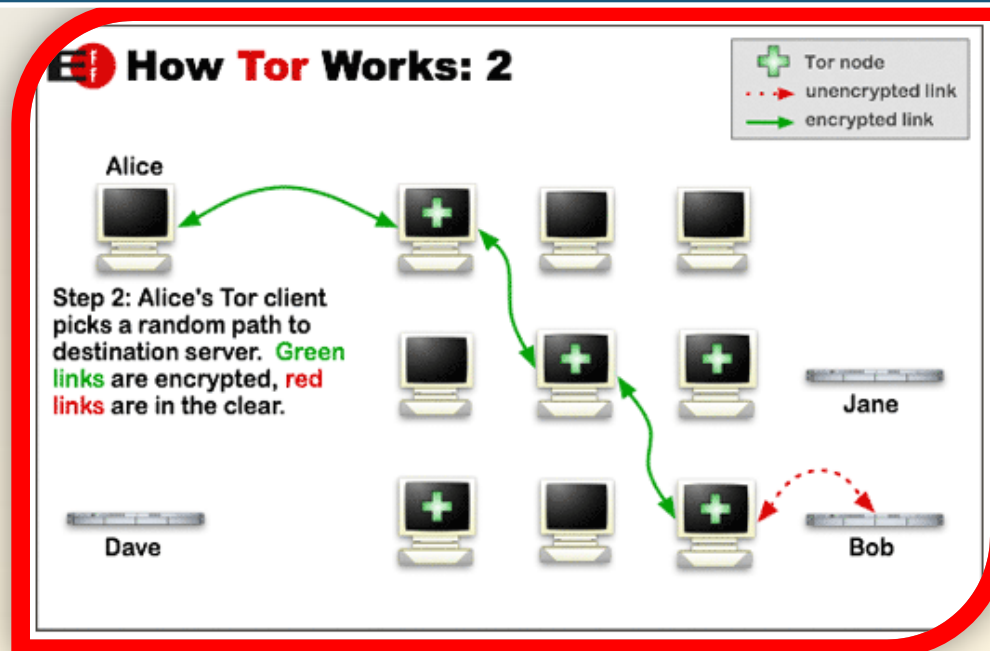 EFF How Tor Works: 2
Tor node
unencrypted link
encrypted link
Alice
Step 2: Alice's Tor client
picks a random path to
destination server. Green
links are encrypted, red
links are in the clear.
Jane
Dave
Bob